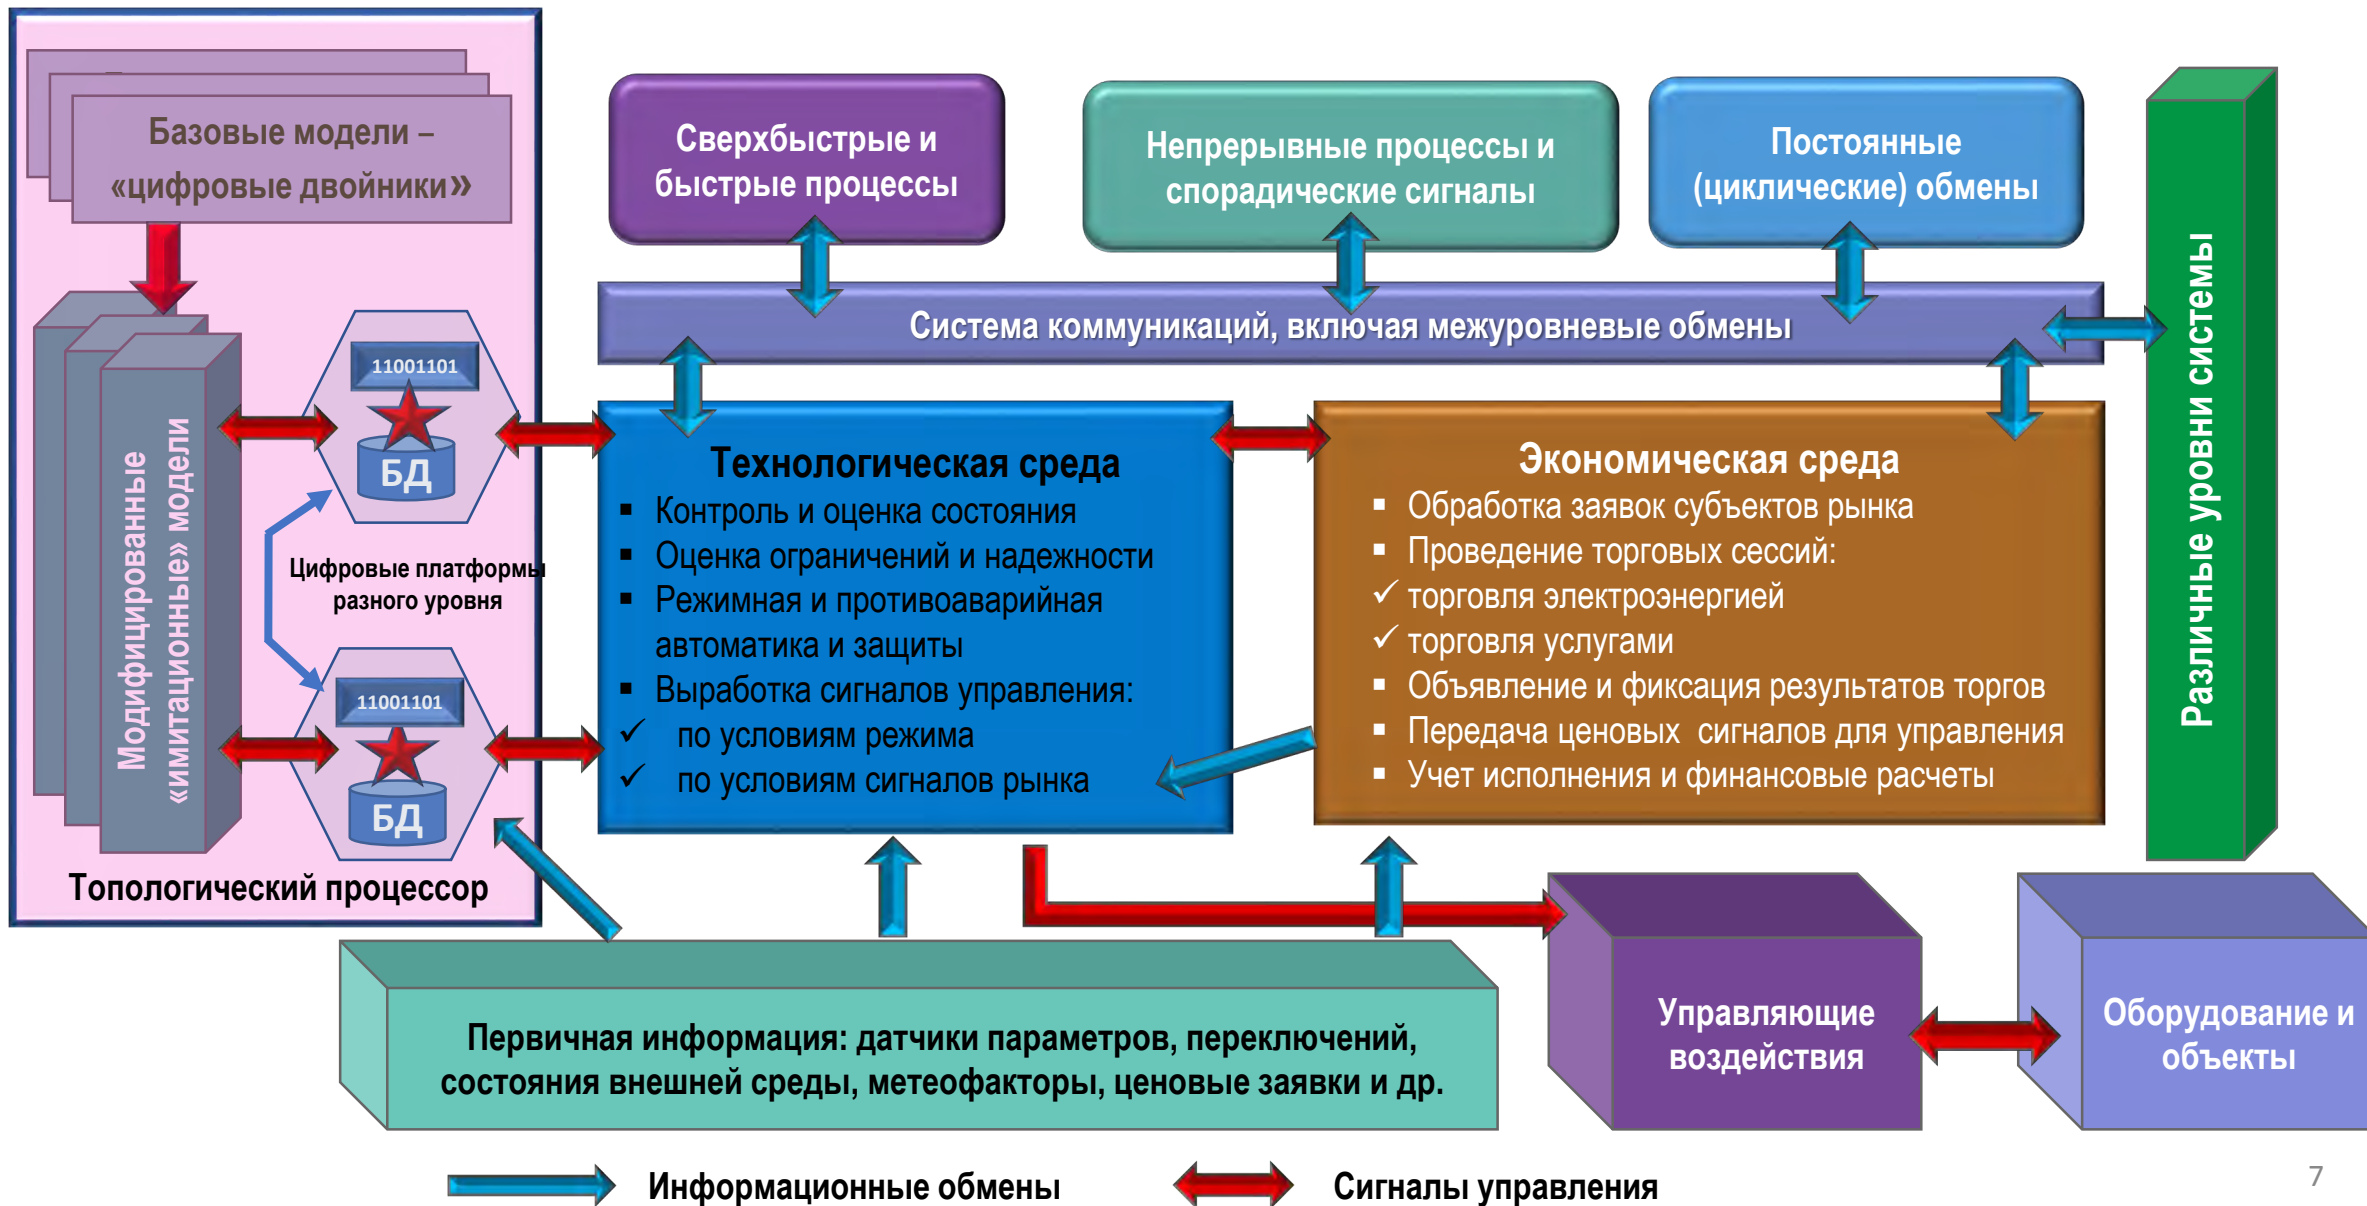 Базовые модели –
«цифровые двойники»
Модифицированные
«имитационные» модели
11001101
БД
Цифровые платформы
разного уровня
11001101
БД
Топологический процессор
Сверхбыстрые и
быстрые процессы
Непрерывные процессы и
спорадические сигналы
Постоянные
(циклические) обмены
Система коммуникаций, включая межуровневые обмены
Различные уровни системы
Технологическая среда
▪ Контроль и оценка состояния
▪ Оценка ограничений и надежности
▪ Режимная и противоаварийная
автоматика и защиты
▪ Выработка сигналов управления:
✓ по условиям режима
✓ по условиям сигналов рынка
Экономическая среда
▪ Обработка заявок субъектов рынка
▪ Проведение торговых сессий:
✓ торговля электроэнергией
✓ торговля услугами
▪ Объявление и фиксация результатов торгов
▪ Передача ценовых сигналов для управления
▪ Учет исполнения и финансовые расчеты
Первичная информация: датчики параметров, переключений,
состояния внешней среды, метеофакторы, ценовые заявки и др.
Управляющие
воздействия
Оборудование и
объекты
Информационные обмены
Сигналы управления
7